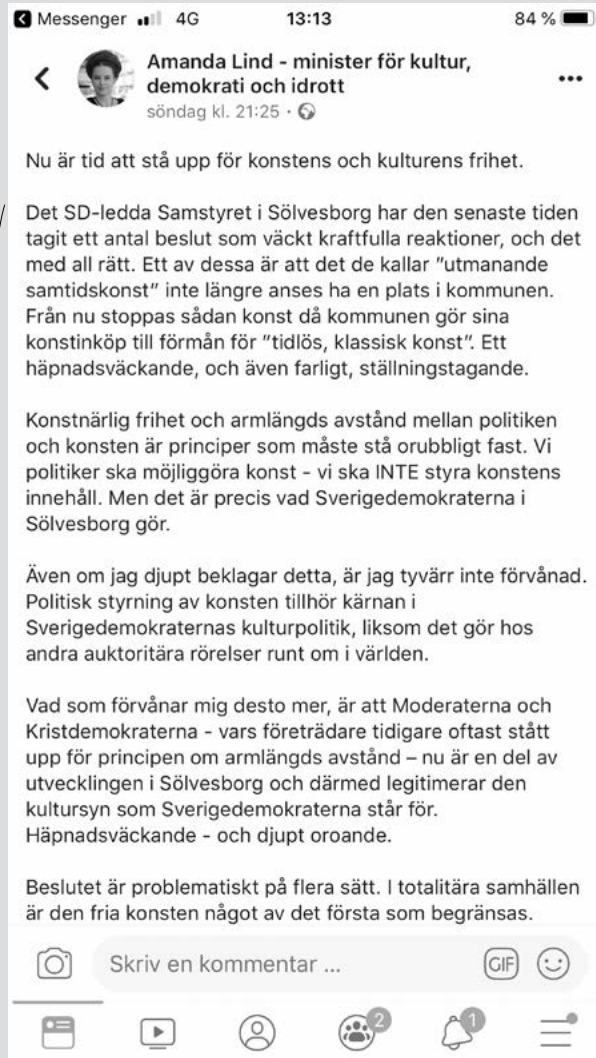 Messenger 4G 13:13 84 %
Amanda Lind - minister för kultur,
demokrati och idrott
söndag kl. 21:25 ·
Nu är tid att stå upp för konstens och kulturens frihet.
Det SD-ledda Samstyret i Sölvesborg har den senaste tiden
tagit ett antal beslut som väckt kraftfulla reaktioner, och det
med all rätt. Ett av dessa är att det de kallar ”utmanande
samtidskonst” inte längre anses ha en plats i kommunen.
Från nu stoppas sådan konst då kommunen gör sina
konstinköp till förmån för ”tidlös, klassisk konst”. Ett
häpnadsväckande, och även farligt, ställningstagande.
Konstnärlig frihet och armlängds avstånd mellan politiken
och konsten är principer som måste stå orubbligt fast. Vi
politiker ska möjliggöra konst - vi ska INTE styra konstens
innehåll. Men det är precis vad Sverigedemokraterna i
Sölvesborg gör.
Även om jag djupt beklagar detta, är jag tyvärr inte förvånad.
Politisk styrning av konsten tillhör kärnan i
Sverigedemokraternas kulturpolitik, liksom det gör hos
andra auktoritära rörelser runt om i världen.
Vad som förvånar mig desto mer, är att Moderaterna och
Kristdemokraterna - vars företrädare tidigare oftast stått
upp för principen om armlängds avstånd – nu är en del av
utvecklingen i Sölvesborg och därmed legitimerar den
kultursyn som Sverigedemokraterna står för.
Häpnadsväckande - och djupt oroande.
Beslutet är problematiskt på flera sätt. I totalitära samhällen
är den fria konsten något av det första som begränsas.
Skriv en kommentar ... GIF
2 1